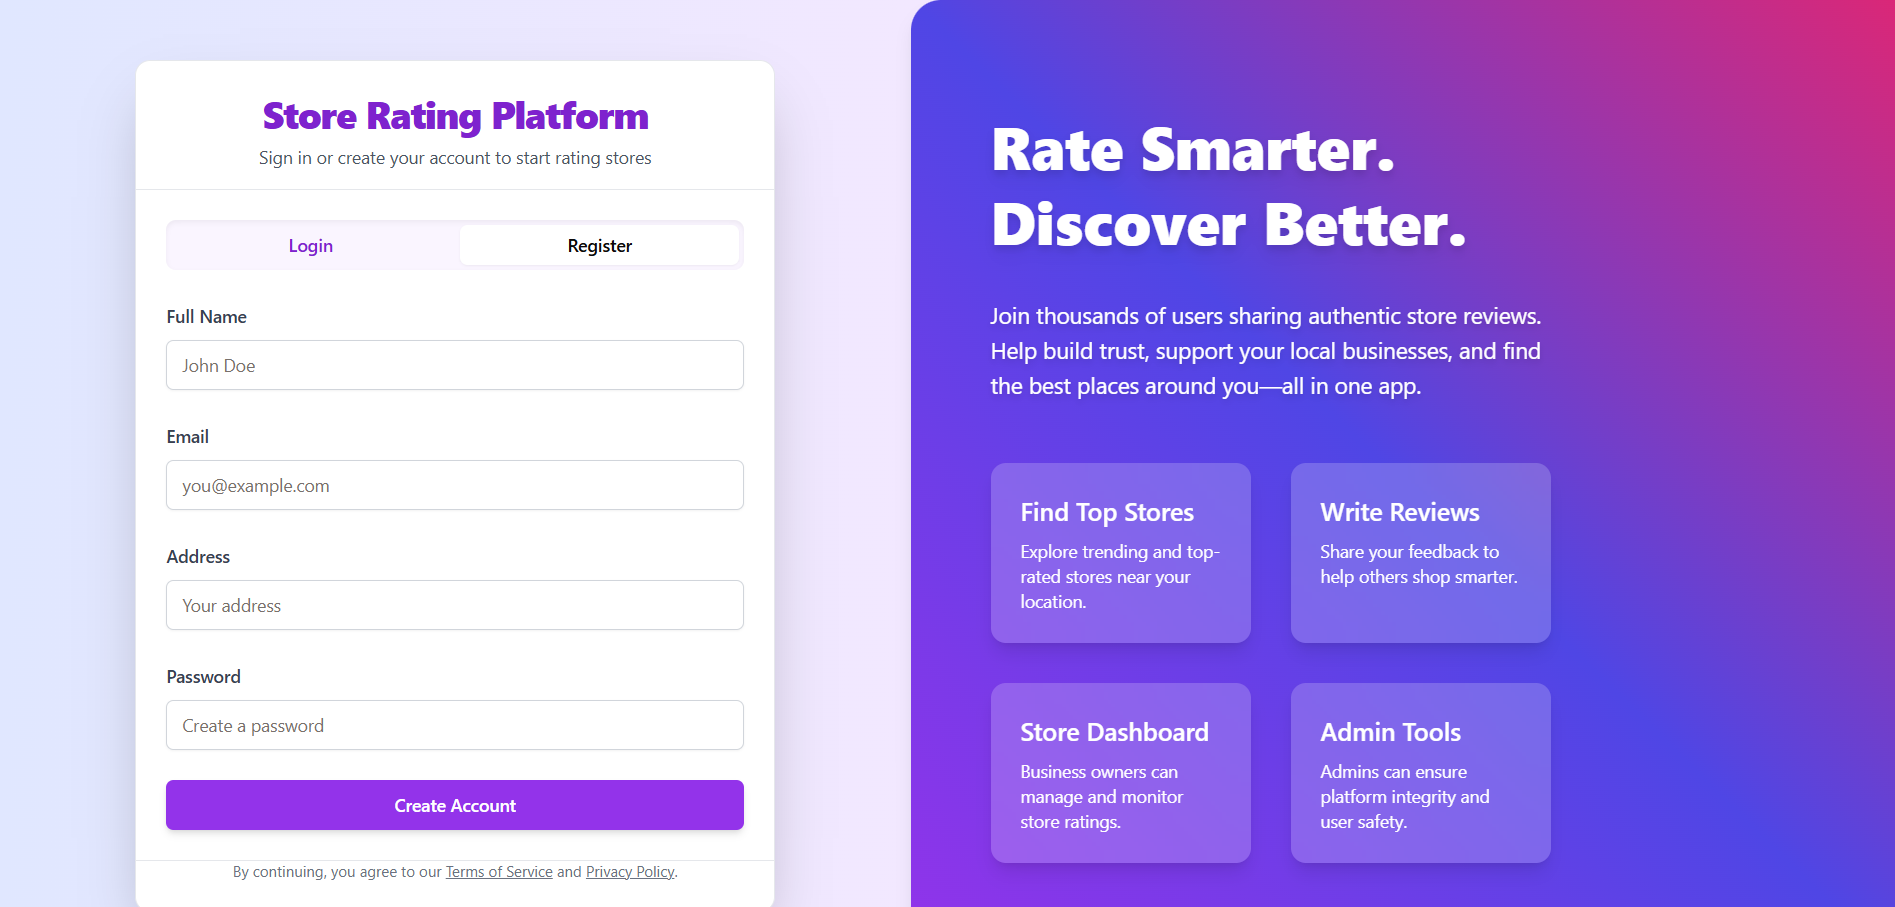 Store Rating Platform
Sign in or create your account to start rating stores
Login
Register
Full Name
John Doe
Email
you@example.com
Address
Your address
Password
Create a password
Create Account
By continuing, you agree to our Terms of Service and Privacy Policy.
Rate Smarter.
Discover Better.
Join thousands of users sharing authentic store reviews.
Help build trust, support your local businesses, and find
the best places around you—all in one app.
Find Top Stores
Explore trending and top-
rated stores near your
location.
Write Reviews
Share your feedback to
help others shop smarter.
Store Dashboard
Business owners can
manage and monitor
store ratings.
Admin Tools
Admins can ensure
platform integrity and
user safety.